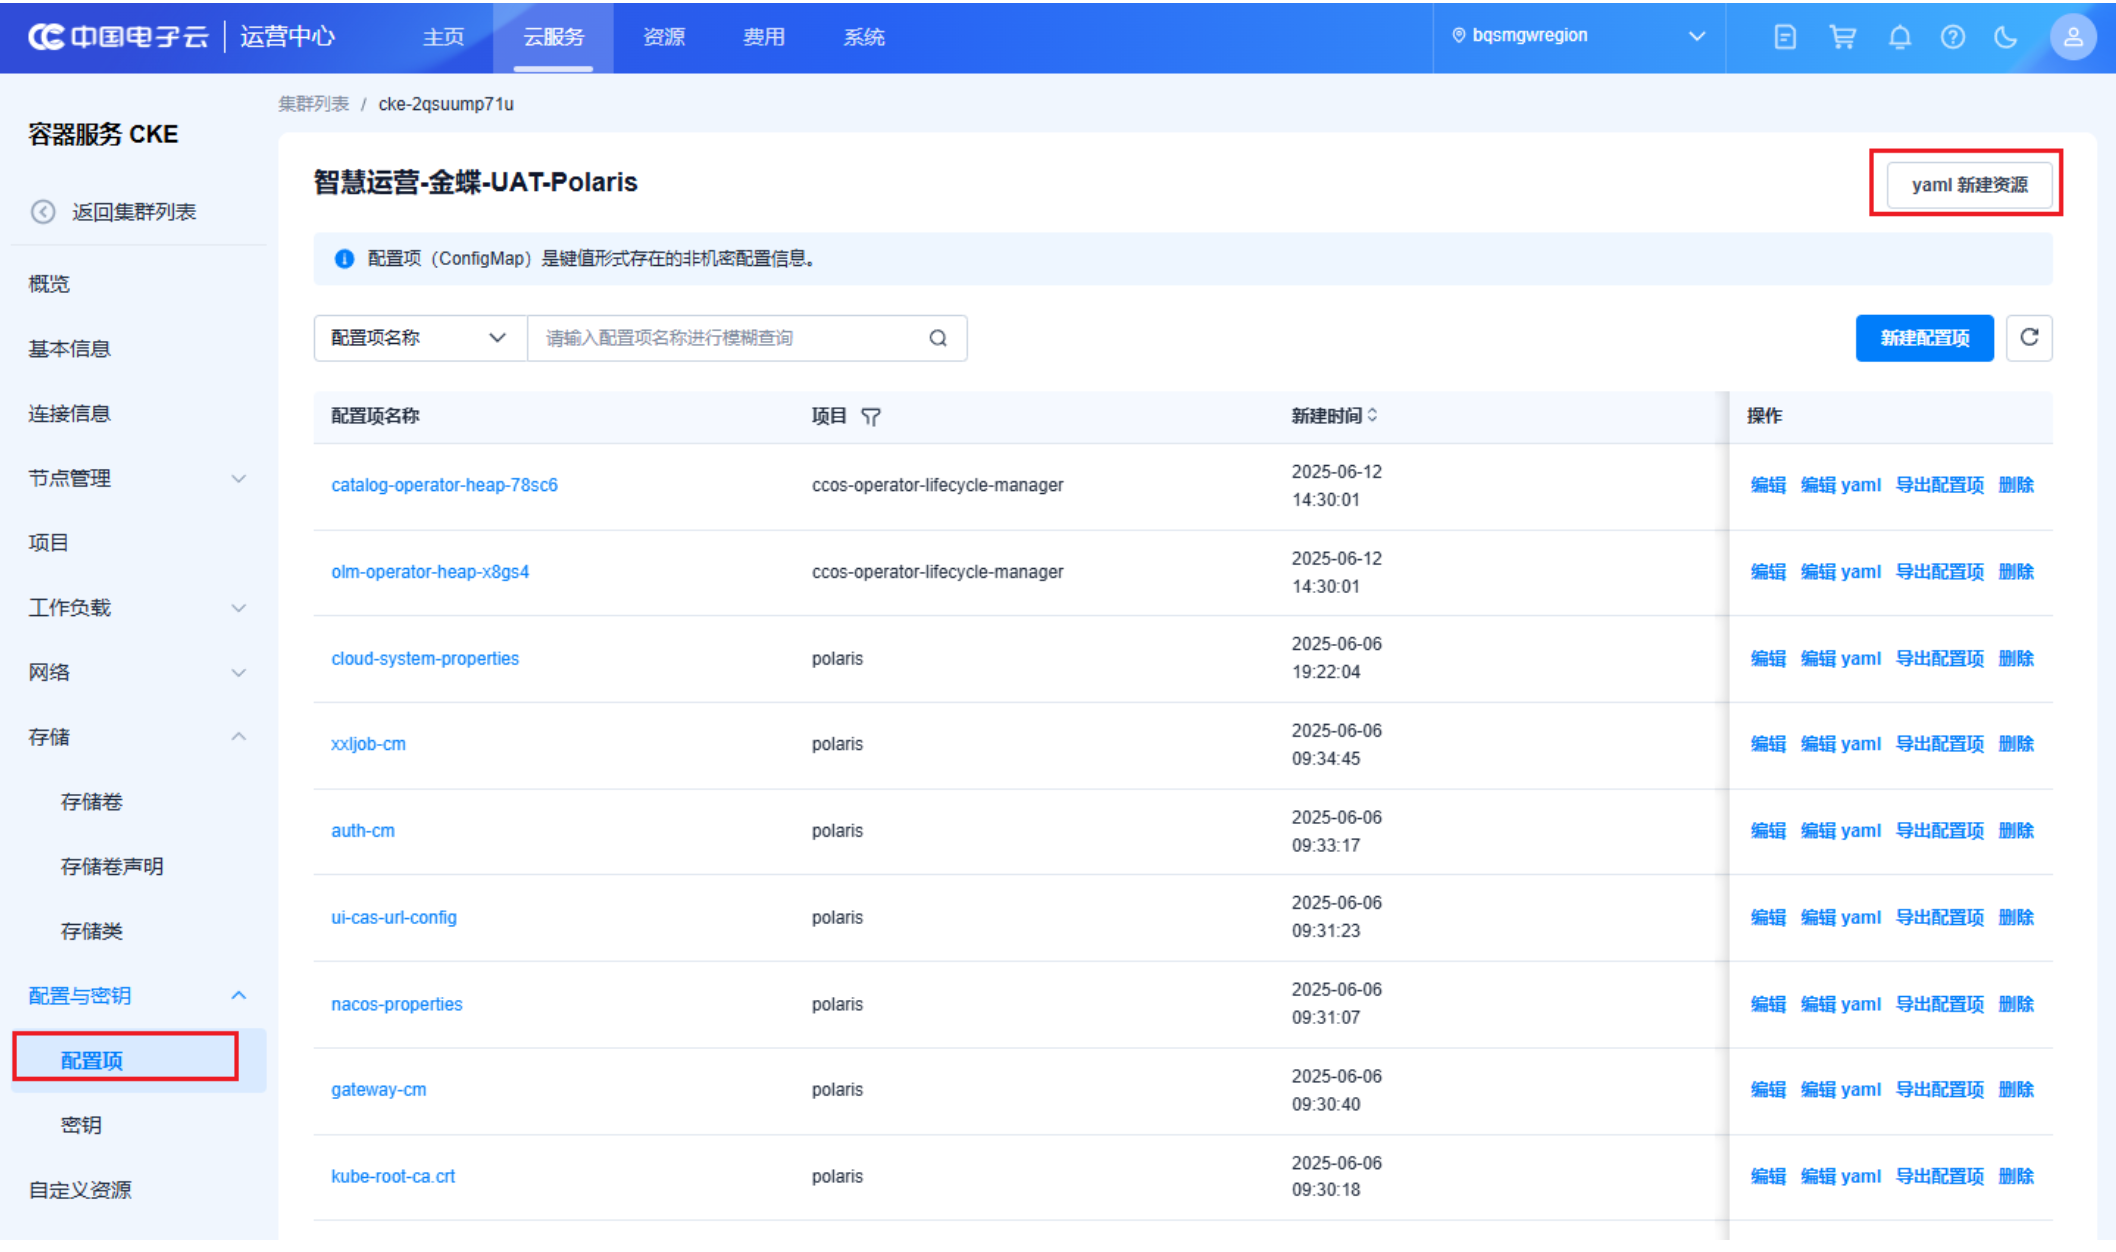 中国电子云 运营中心 主页 云服务 资源 费用 系统 bqsmgwregion
集群列表 / cke-2qsuump71u
容器服务 CKE
返回集群列表
概览
基本信息
连接信息
节点管理
项目
工作负载
网络
存储
存储卷
存储卷声明
存储类
配置与密钥
配置项
密钥
自定义资源
智慧运营-金蝶-UAT-Polaris
yaml 新建资源
配置项（ConfigMap）是键值形式存在的非机密配置信息。
配置项名称 请输入配置项名称进行模糊查询 新建配置项
配置项名称 项目 新建时间 操作
catalog-operator-heap-78sc6 ccos-operator-lifecycle-manager 2025-06-12 14:30:01 编辑 编辑 yaml 导出配置项 删除
olm-operator-heap-x8gs4 ccos-operator-lifecycle-manager 2025-06-12 14:30:01 编辑 编辑 yaml 导出配置项 删除
cloud-system-properties polaris 2025-06-06 19:22:04 编辑 编辑 yaml 导出配置项 删除
xxljob-cm polaris 2025-06-06 09:34:45 编辑 编辑 yaml 导出配置项 删除
auth-cm polaris 2025-06-06 09:33:17 编辑 编辑 yaml 导出配置项 删除
ui-cas-url-config polaris 2025-06-06 09:31:23 编辑 编辑 yaml 导出配置项 删除
nacos-properties polaris 2025-06-06 09:31:07 编辑 编辑 yaml 导出配置项 删除
gateway-cm polaris 2025-06-06 09:30:40 编辑 编辑 yaml 导出配置项 删除
kube-root-ca.crt polaris 2025-06-06 09:30:18 编辑 编辑 yaml 导出配置项 删除